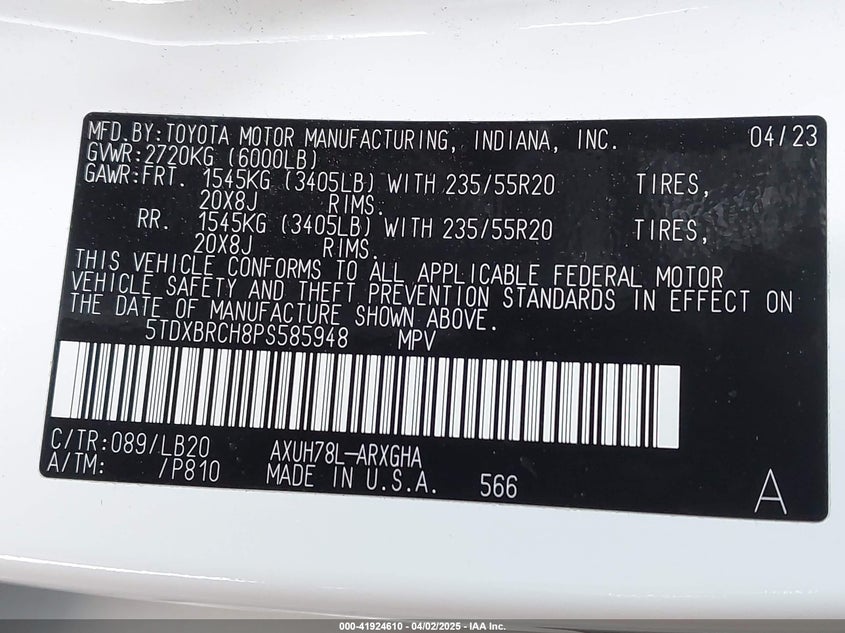 MFD.BY:TOYOTA MOTOR MANUFACTURING, INDIANA, INC. 04/23
GVWR:2720KG (6000LB)
GAWR:FRT. 1545KG (3405LB) WITH 235/55R20 TIRES,
20X8J RIMS.
RR. 1545KG (3405LB) WITH 235/55R20 TIRES,
20X8J RIMS.
THIS VEHICLE CONFORMS TO ALL APPLICABLE FEDERAL MOTOR
VEHICLE SAFETY AND THEFT PREVENTION STANDARDS IN EFFECT ON
THE DATE OF MANUFACTURE SHOWN ABOVE.
5TDXBRCH8PS585948 MPV
C/TR:089/LB20 AXUH78L-ARXGHA
A/TM: /P810 MADE IN U.S.A. 566
A
000-41924610 - 04/02/2025 - IAA Inc.